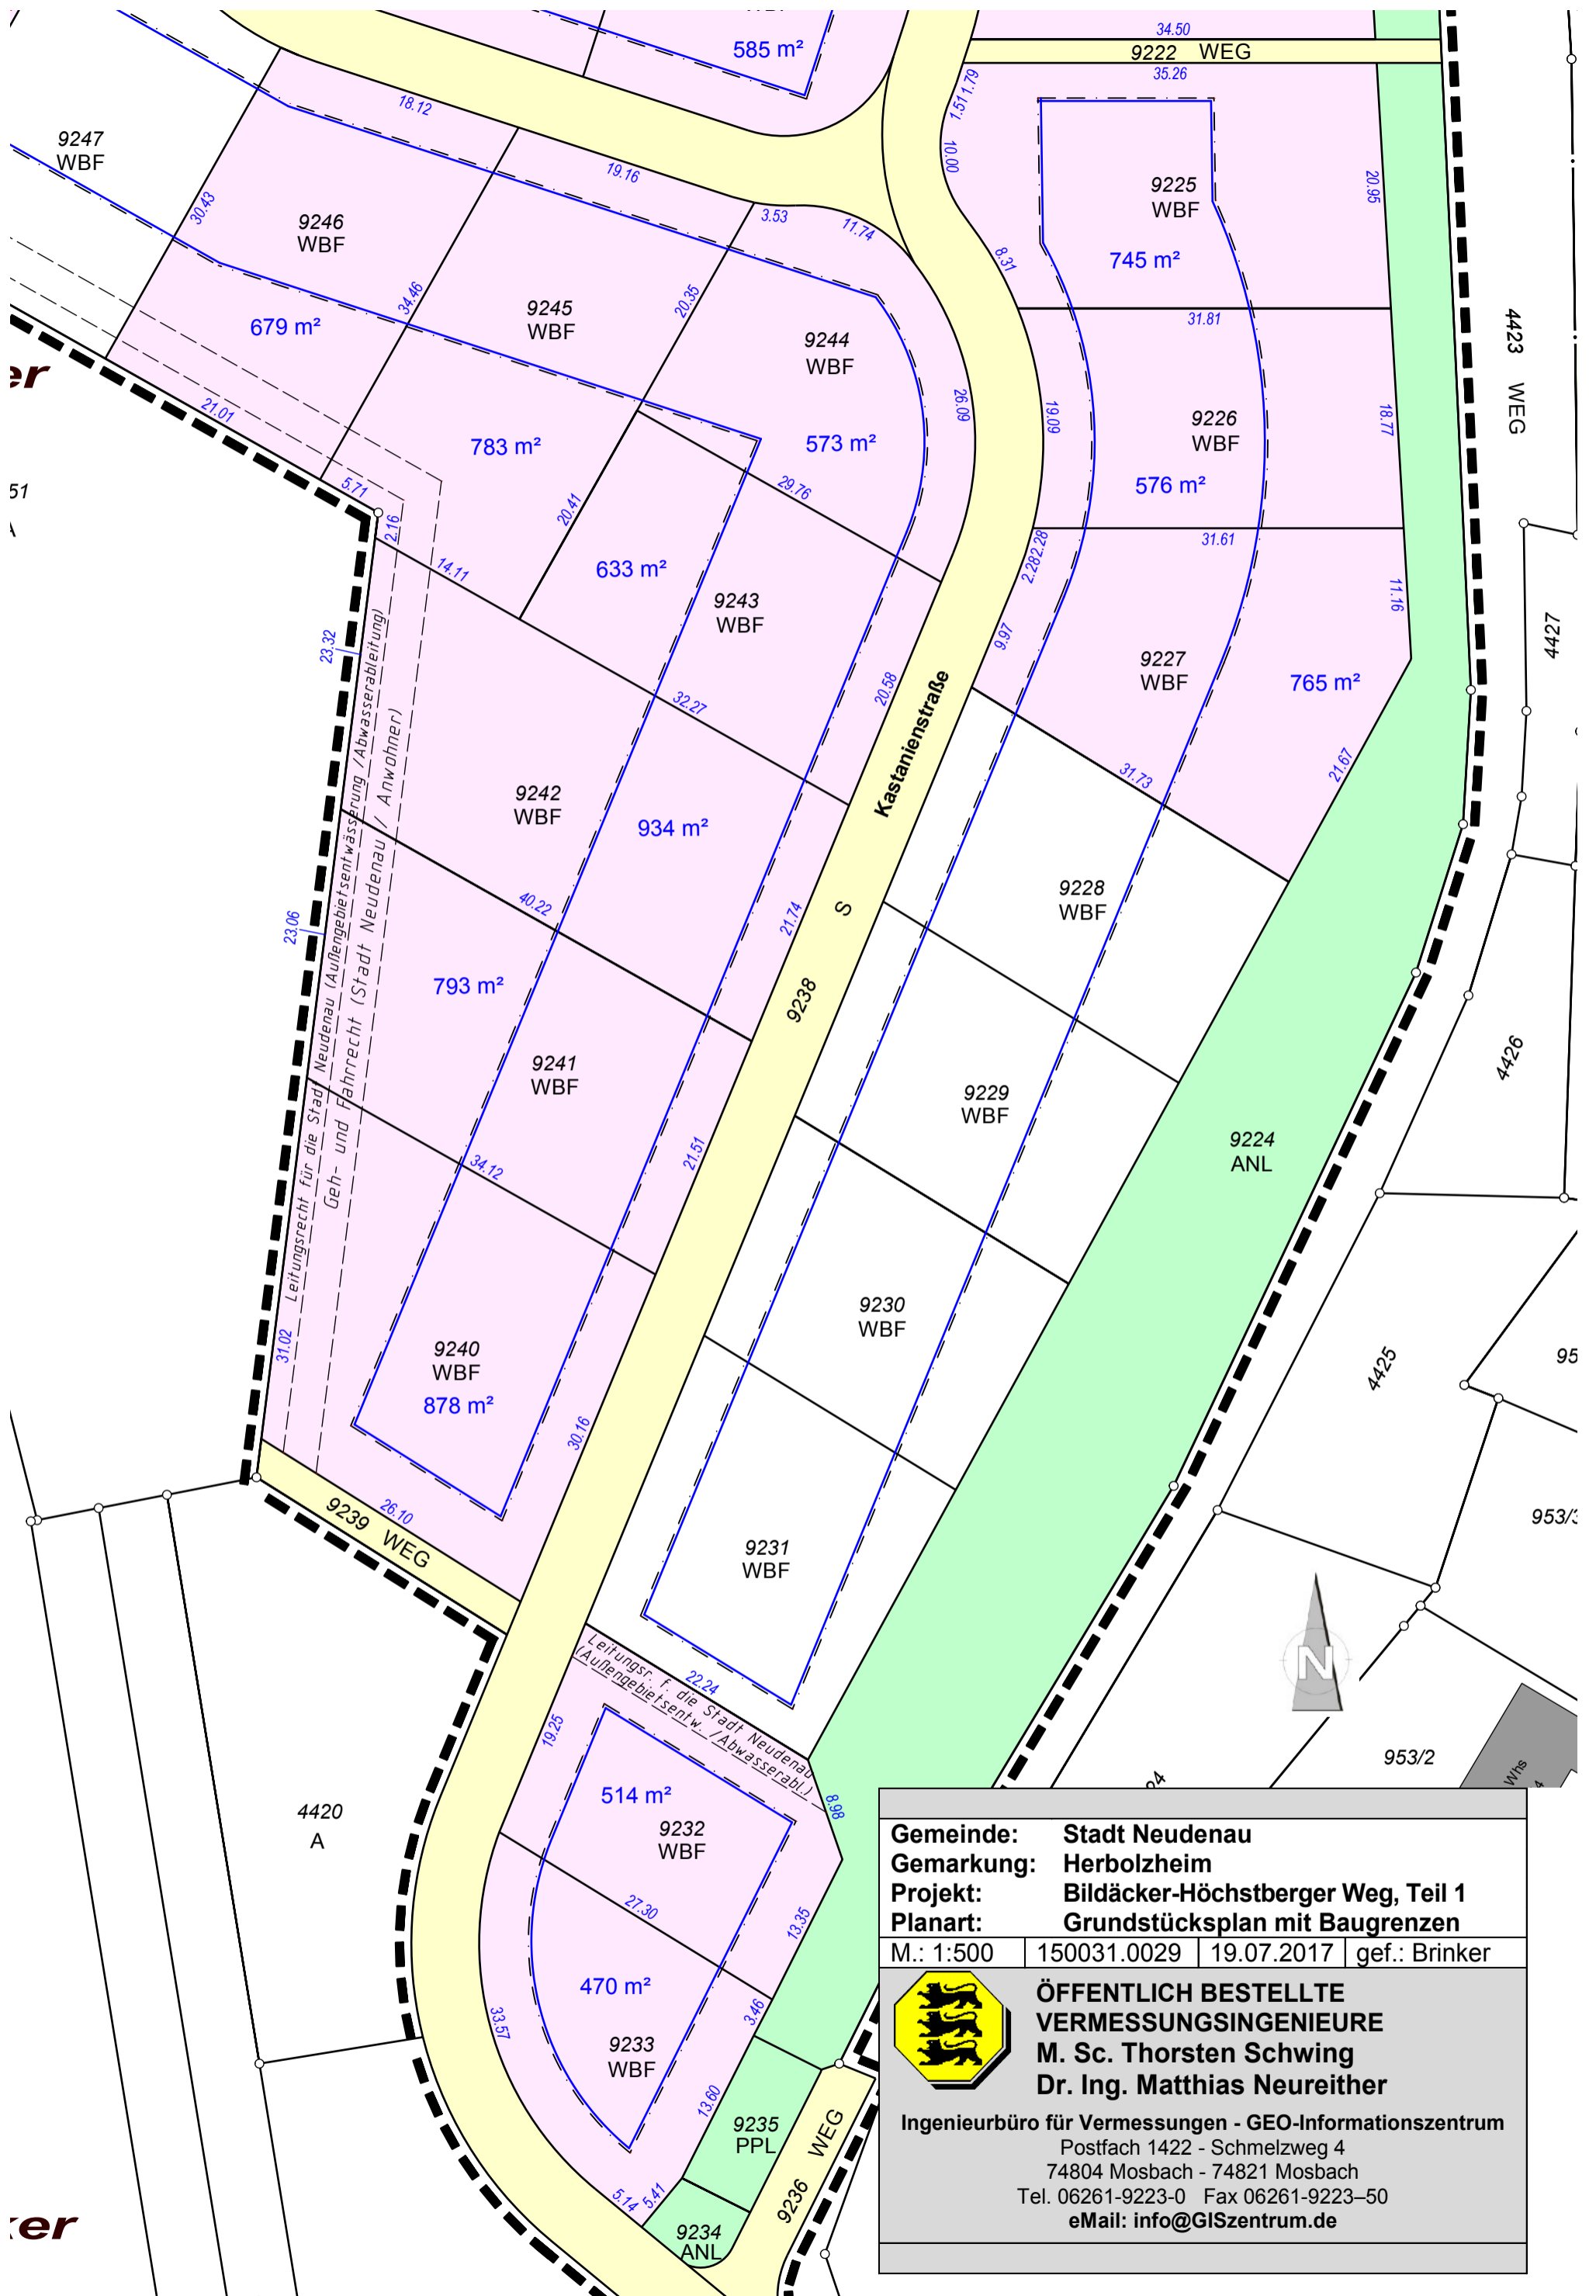 585 m²
34.50
9222 WEG
35.26
1.51
1.79
10.00
18.12
9247
WBF
19.16
30.43
9246
WBF
3.53
11.74
8.31
9225
WBF
20.95
745 m²
679 m²
34.46
9245
WBF
20.35
9244
WBF
31.81
4423 WEG
er
21.01
783 m²
573 m²
26.09
19.09
9226
WBF
18.77
576 m²
51
5.71
2.16
20.41
29.76
14.11
633 m²
2.28
2.28
31.61
11.16
9243
WBF
23.32
9.97
4427
9227
WBF
765 m²
20.58
32.27
Kastanienstraße
31.73
21.67
9242
WBF
934 m²
Leitungsrecht für die Stadt Neudenau (Außengebietsentwässerung /Abwasserableitung)
Geh- und Fahrrecht (Stadt Neudenau / Anwohner)
9228
WBF
S
40.22
21.74
23.06
793 m²
9238
9241
WBF
9229
WBF
4426
9224
ANL
34.12
21.51
31.02
9240
WBF
878 m²
9230
WBF
4425
95
30.16
26.10
9239 WEG
9231
WBF
953/3
N
Leitungsr. f. die Stadt Neudenau
(Außengebietsentw. /Abwasserabl.)
22.24
19.25
514 m²
8.98
9232
WBF
4420
A
953/2
Whs
4
24
27.30
13.35
470 m²
33.57
3.46
9233
WBF
13.60
9235
PPL
9236 WEG
5.14
5.41
9234
ANL
ker
Gemeinde: Stadt Neudenau
Gemarkung: Herbolzheim
Projekt: Bildäcker-Höchstberger Weg, Teil 1
Planart: Grundstücksplan mit Baugrenzen
M.: 1:500 150031.0029 19.07.2017 gef.: Brinker
ÖFFENTLICH BESTELLTE
VERMESSUNGSINGENIEURE
M. Sc. Thorsten Schwing
Dr. Ing. Matthias Neureither
Ingenieurbüro für Vermessungen - GEO-Informationszentrum
Postfach 1422 - Schmelzweg 4
74804 Mosbach - 74821 Mosbach
Tel. 06261-9223-0 Fax 06261-9223–50
eMail: info@GISzentrum.de